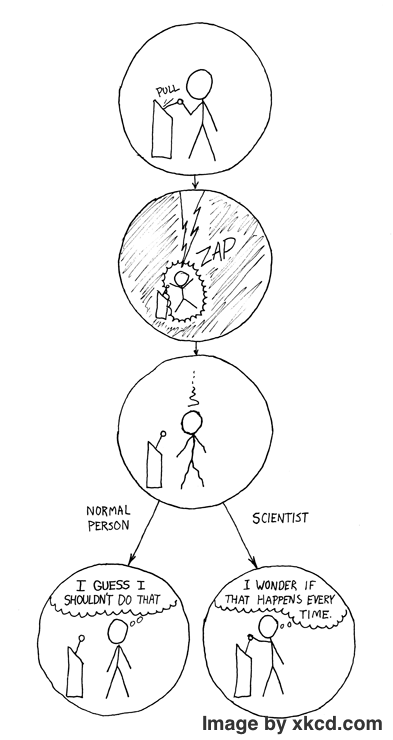 PULL
ZAP
NORMAL
PERSON
SCIENTIST
I GUESS I
SHOULDN'T DO THAT
I WONDER IF
THAT HAPPENS EVERY
TIME.
Image by xkcd.com